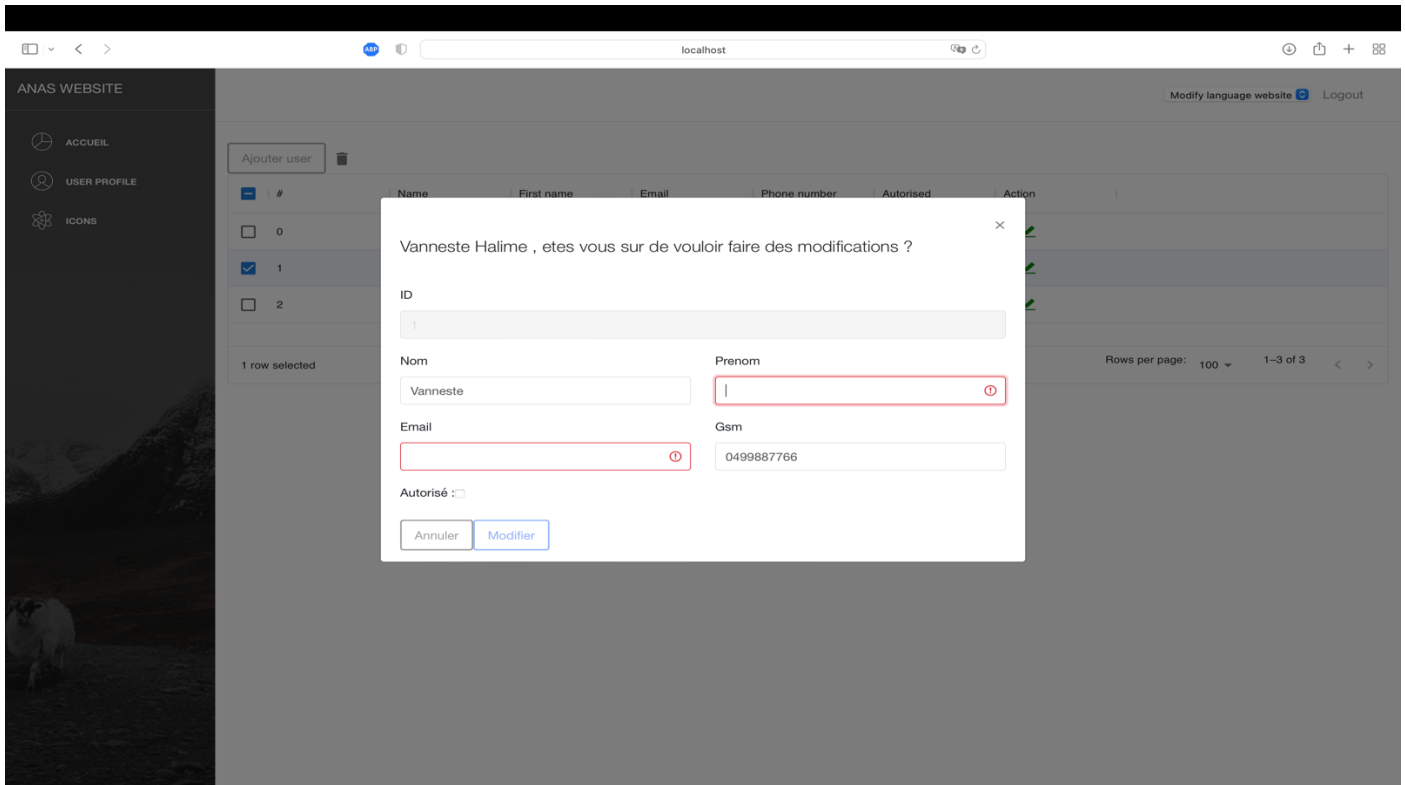 ABP
localhost
ANAS WEBSITE
Modify language website
Logout
ACCUEIL
USER PROFILE
ICONS
Ajouter user
# Name First name Email Phone number Autorised Action
0
1
2
1 row selected
Rows per page: 100 1–3 of 3
Vanneste Halime , etes vous sur de vouloir faire des modifications ?
ID
1
Nom Prenom
Vanneste
Email Gsm
0499887766
Autorisé :
Annuler Modifier